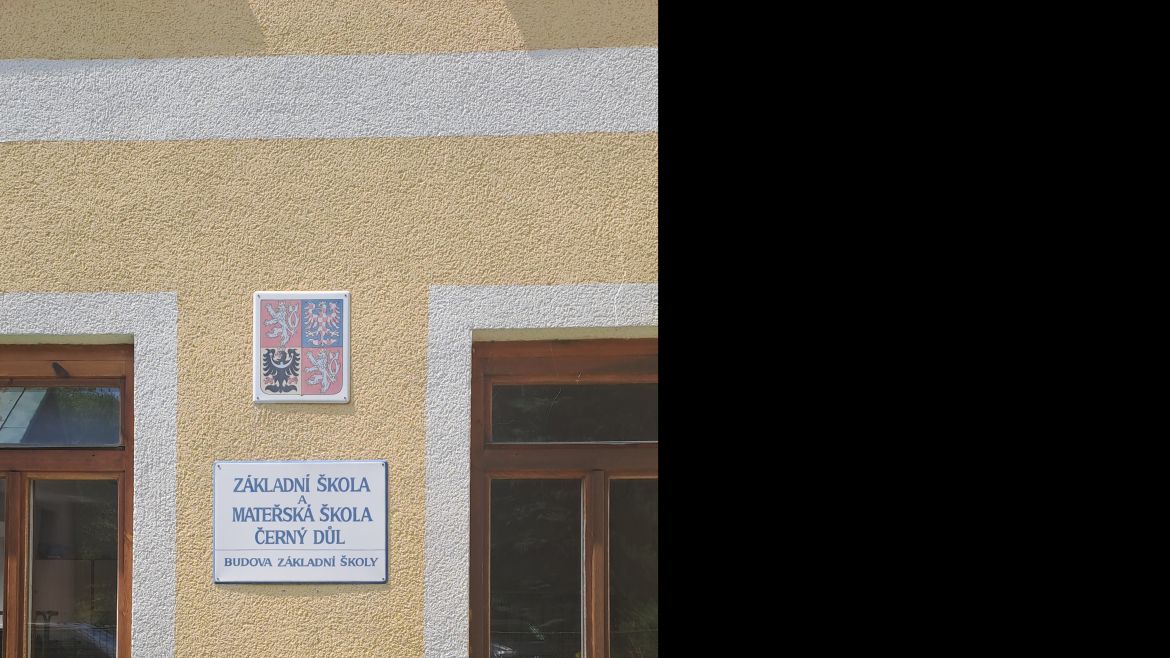 ZÁKLADNÍ ŠKOLA
A
MATEŘSKÁ ŠKOLA
ČERNÝ DŮL
BUDOVA ZÁKLADNÍ ŠKOLY